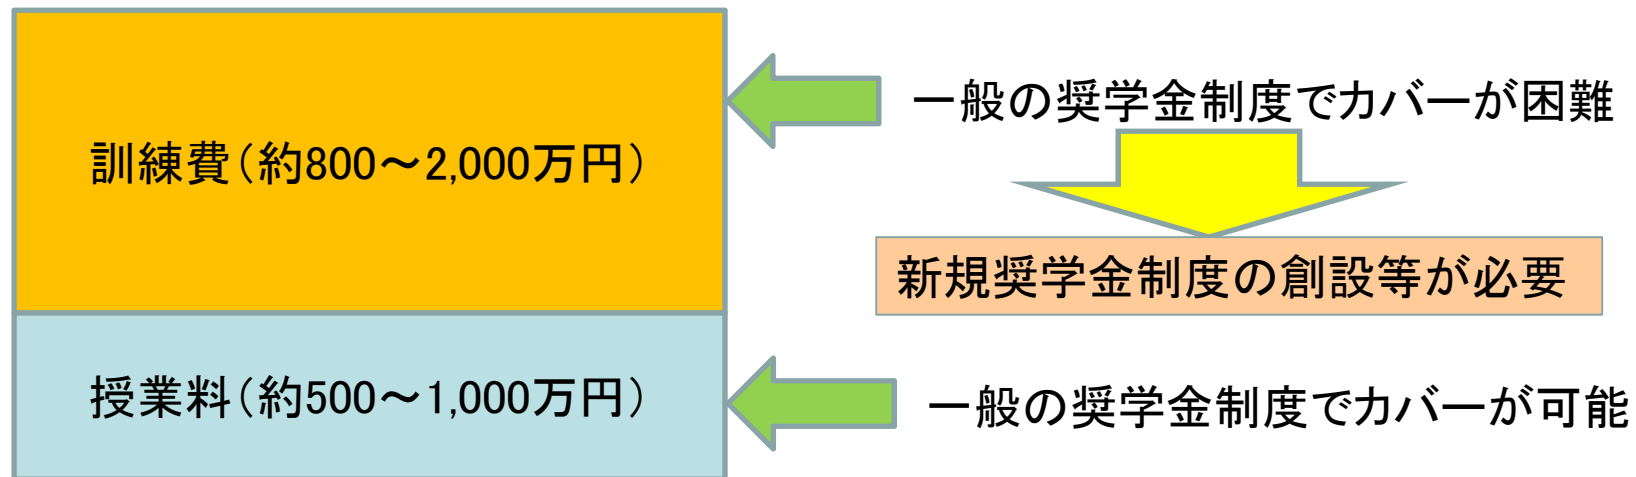 一般の奨学金制度でカバーが困難
訓練費（約800～2,000万円）
新規奨学金制度の創設等が必要
授業料（約500～1,000万円）
一般の奨学金制度でカバーが可能